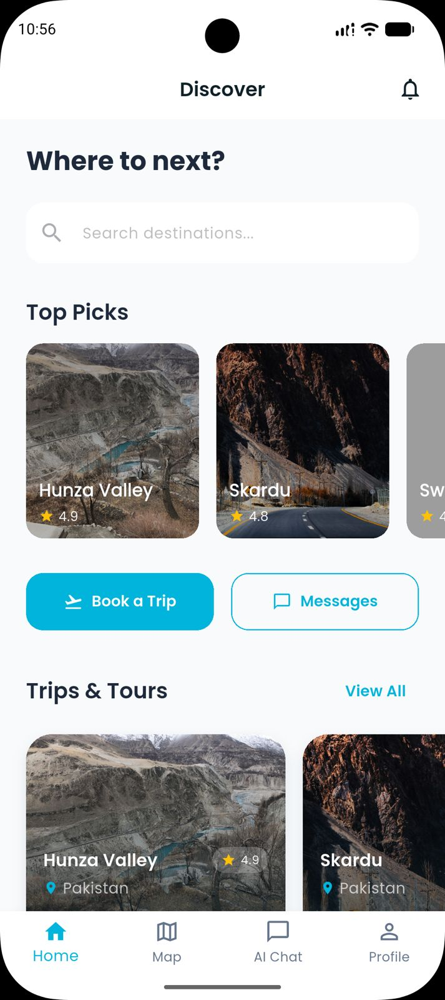 10:56
Discover
Where to next?
Search destinations...
Top Picks
Hunza Valley
4.9
Skardu
4.8
Sw
4
Book a Trip
Messages
Trips & Tours
View All
Hunza Valley
4.9
Pakistan
Skardu
Pakistan
Home
Map
AI Chat
Profile